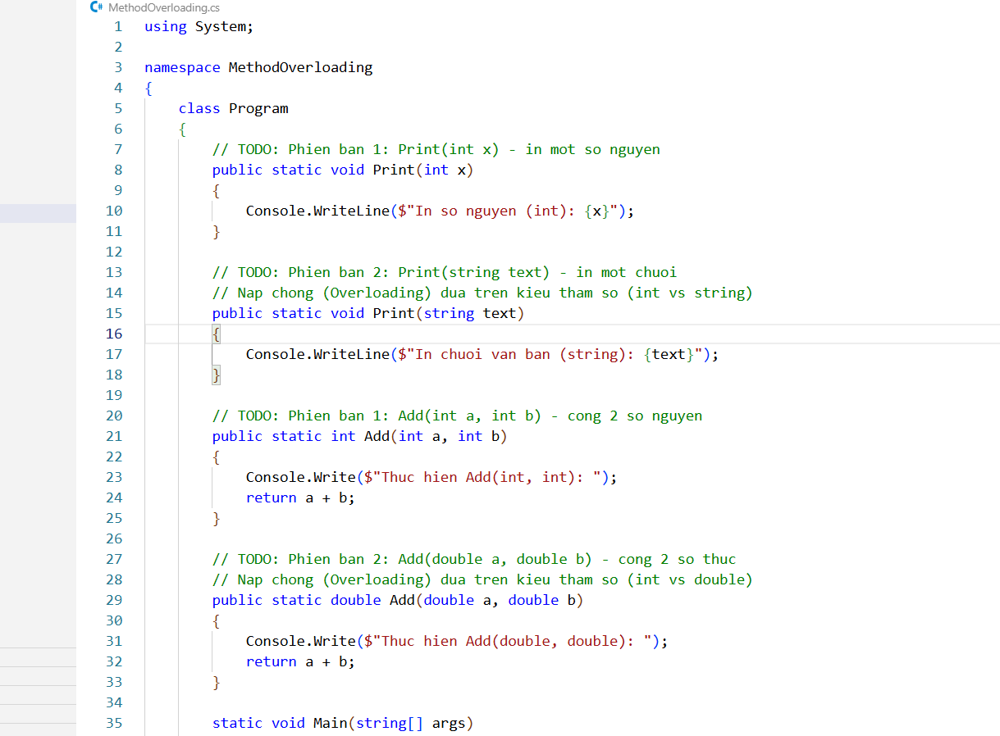 MethodOverloading.cs
1 using System;
2
3 namespace MethodOverloading
4 {
5     class Program
6     {
7         // TODO: Phien ban 1: Print(int x) - in mot so nguyen
8         public static void Print(int x)
9         {
10             Console.WriteLine($"In so nguyen (int): {x}");
11         }
12
13         // TODO: Phien ban 2: Print(string text) - in mot chuoi
14         // Nap chong (Overloading) dua tren kieu tham so (int vs string)
15         public static void Print(string text)
16         {
17             Console.WriteLine($"In chuoi van ban (string): {text}");
18         }
19
20         // TODO: Phien ban 1: Add(int a, int b) - cong 2 so nguyen
21         public static int Add(int a, int b)
22         {
23             Console.Write($"Thuc hien Add(int, int): ");
24             return a + b;
25         }
26
27         // TODO: Phien ban 2: Add(double a, double b) - cong 2 so thuc
28         // Nap chong (Overloading) dua tren kieu tham so (int vs double)
29         public static double Add(double a, double b)
30         {
31             Console.Write($"Thuc hien Add(double, double): ");
32             return a + b;
33         }
34
35         static void Main(string[] args)